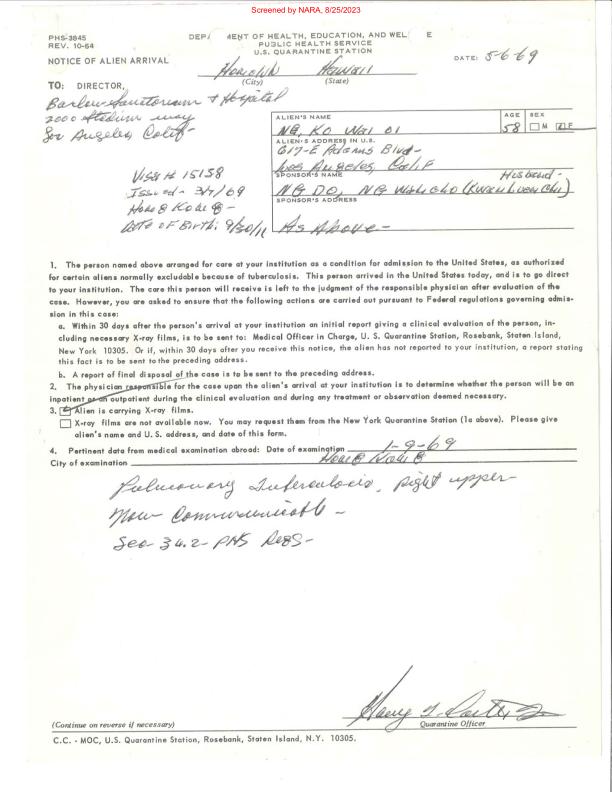 Screened by NARA, 8/25/2023
PHS-3845
REV. 10-64
DEPA MENT OF HEALTH, EDUCATION, AND WEL E
PUBLIC HEALTH SERVICE
U.S. QUARANTINE STATION
NOTICE OF ALIEN ARRIVAL
DATE: 5-6-69
Hawaii
(City) (State)
TO: DIRECTOR,
Barlow Sanitorium & Hospital
2000 Stadium way
Los Angeles, Calif-
ALIEN'S NAME
AGE SEX
NG, KO Wai 58 M F
ALIEN'S ADDRESS IN U.S.
617-E Adams Blvd-
Los Angeles, Calif
SPONSOR'S NAME Husband-
NG DO, NG
SPONSOR'S ADDRESS
As Above-
Visa # 15158
Issued- 3/7/69
Hong Kong-
Date of Birth: 9/30/11
1. The person named above arranged for care at your institution as a condition for admission to the United States, as authorized
for certain aliens normally excludable because of tuberculosis. This person arrived in the United States today, and is to go direct
to your institution. The care this person will receive is left to the judgment of the responsible physician after evaluation of the
case. However, you are asked to ensure that the following actions are carried out pursuant to Federal regulations governing admis-
sion in this case:
a. Within 30 days after the person's arrival at your institution an initial report giving a clinical evaluation of the person, in-
cluding necessary X-ray films, is to be sent to: Medical Officer in Charge, U. S. Quarantine Station, Rosebank, Staten Island,
New York 10305. Or if, within 30 days after you receive this notice, the alien has not reported to your institution, a report stating
this fact is to be sent to the preceding address.
b. A report of final disposal of the case is to be sent to the preceding address.
2. The physician responsible for the case upon the alien's arrival at your institution is to determine whether the person will be an
inpatient or an outpatient during the clinical evaluation and during any treatment or observation deemed necessary.
3. Alien is carrying X-ray films.
X-ray films are not available now. You may request them from the New York Quarantine Station (1a above). Please give
alien's name and U.S. address, and date of this form.
4. Pertinent data from medical examination abroad: Date of examination 1-9-69
City of examination Hong Kong
Pulmonary Tuberculosis, Right upper-
Communicable-
Sec- 34.2- PHS Regs-
(Continue on reverse if necessary)
Quarantine Officer
C.C. - MOC, U.S. Quarantine Station, Rosebank, Staten Island, N.Y. 10305.